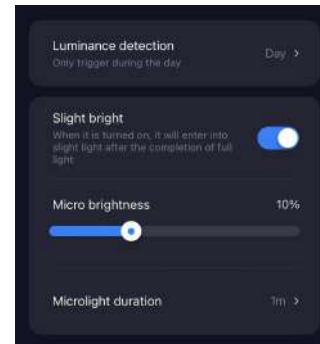 Luminance detection
Day >
Only trigger during the day
Slight bright
When it is turned on, it will enter into
slight light after the completion of full
light
Micro brightness
10%
Microlight duration
1m >